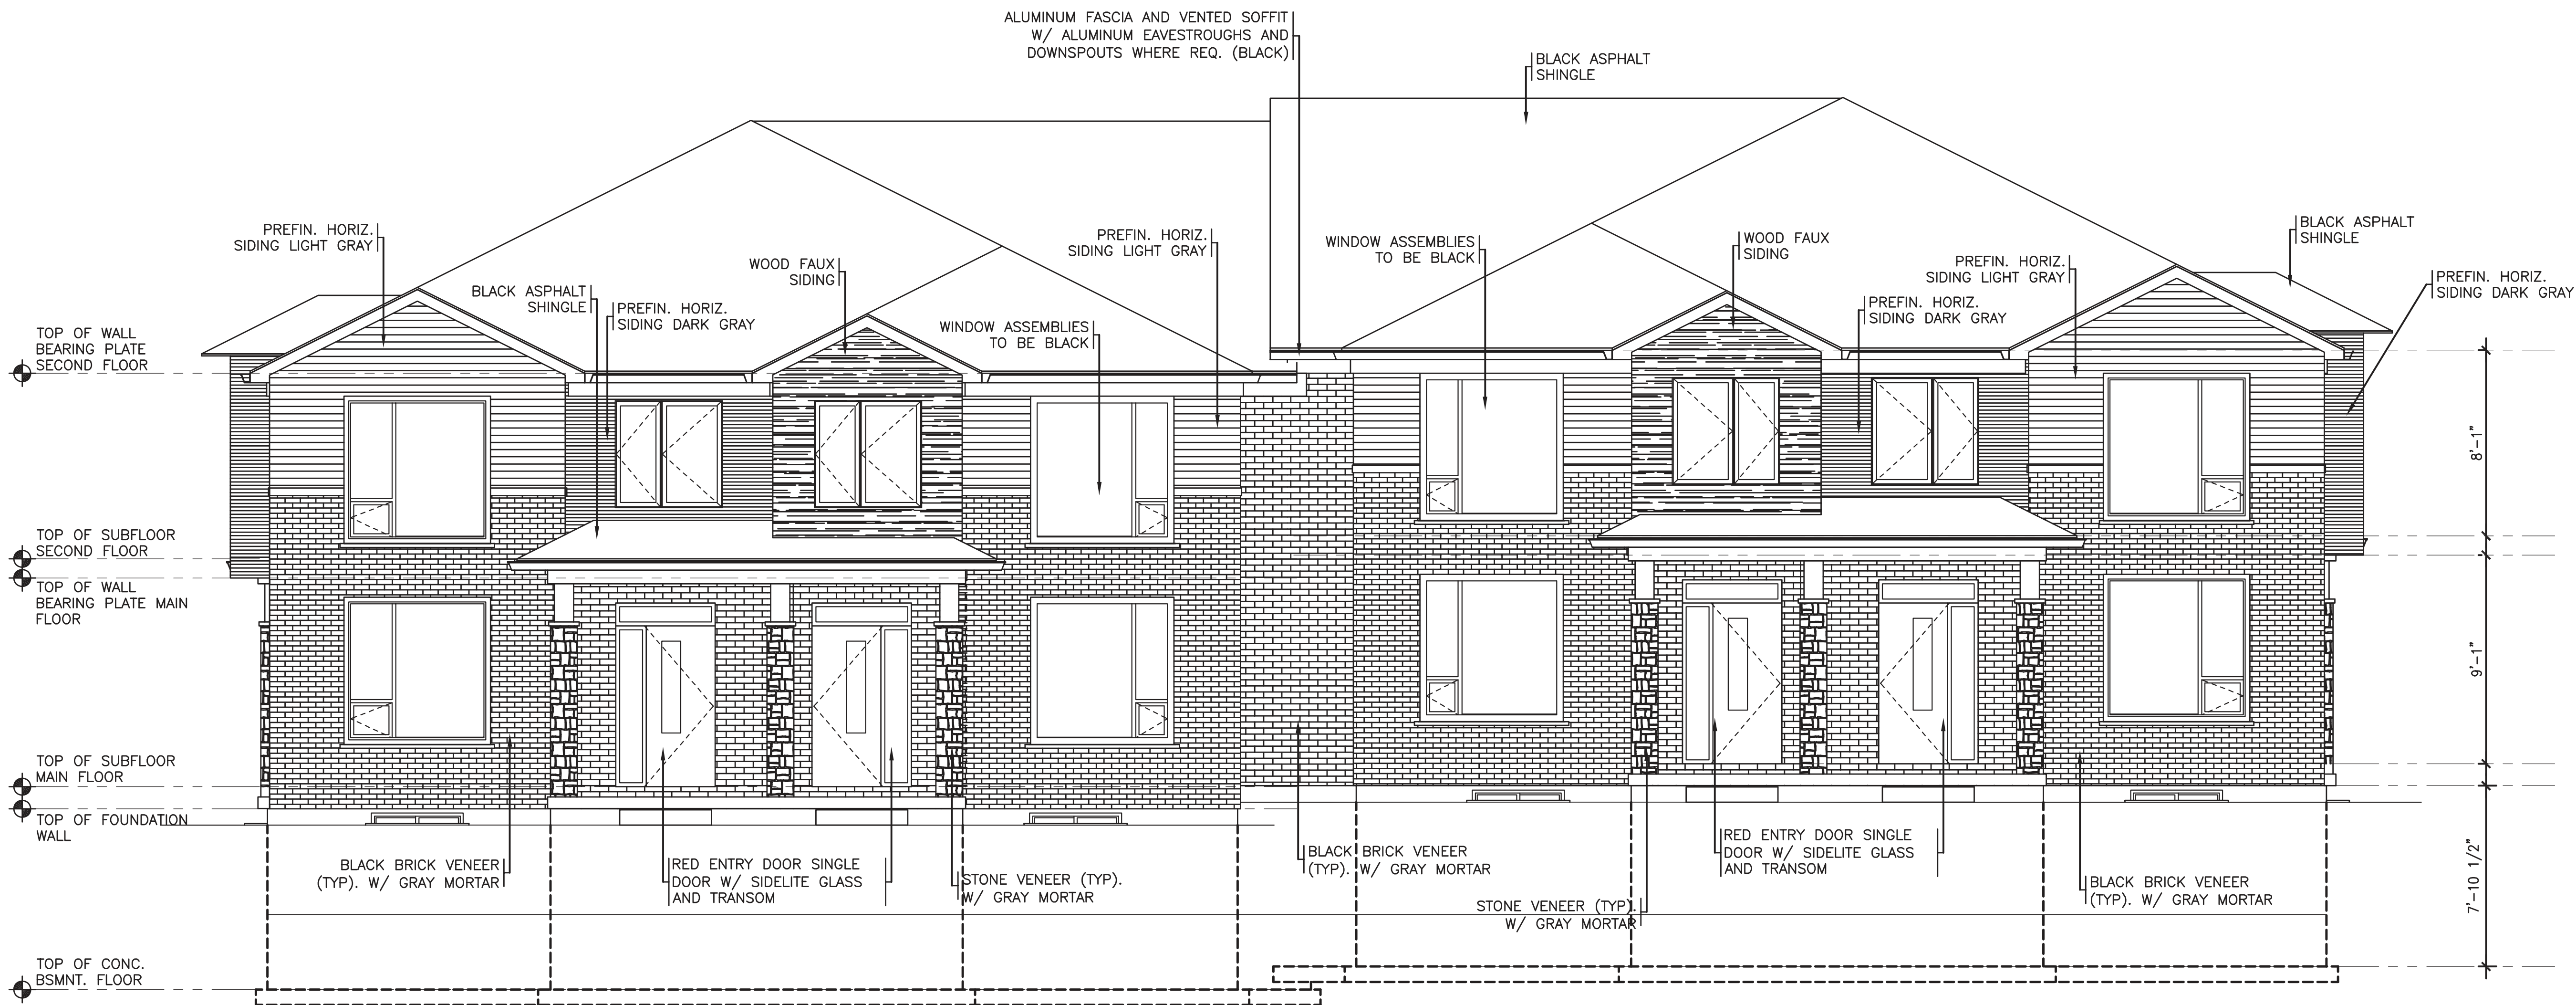 ALUMINUM FASCIA AND VENTED SOFFIT
W/ ALUMINUM EAVESTROUGHS AND
DOWNSPOUTS WHERE REQ. (BLACK)
BLACK ASPHALT
SHINGLE
PREFIN. HORIZ.
SIDING LIGHT GRAY
BLACK ASPHALT
SHINGLE
PREFIN. HORIZ.
SIDING DARK GRAY
WOOD FAUX
SIDING
WINDOW ASSEMBLIES
TO BE BLACK
PREFIN. HORIZ.
SIDING LIGHT GRAY
WINDOW ASSEMBLIES
TO BE BLACK
WOOD FAUX
SIDING
PREFIN. HORIZ.
SIDING DARK GRAY
PREFIN. HORIZ.
SIDING LIGHT GRAY
BLACK ASPHALT
SHINGLE
PREFIN. HORIZ.
SIDING DARK GRAY
TOP OF WALL
BEARING PLATE
SECOND FLOOR
TOP OF SUBFLOOR
SECOND FLOOR
TOP OF WALL
BEARING PLATE MAIN
FLOOR
TOP OF SUBFLOOR
MAIN FLOOR
TOP OF FOUNDATION
WALL
TOP OF CONC.
BSMNT. FLOOR
8'-1"
9'-1"
7'-10 1/2"
BLACK BRICK VENEER
(TYP). W/ GRAY MORTAR
RED ENTRY DOOR SINGLE
DOOR W/ SIDELITE GLASS
AND TRANSOM
STONE VENEER (TYP).
W/ GRAY MORTAR
BLACK BRICK VENEER
(TYP). W/ GRAY MORTAR
STONE VENEER (TYP).
W/ GRAY MORTAR
RED ENTRY DOOR SINGLE
DOOR W/ SIDELITE GLASS
AND TRANSOM
BLACK BRICK VENEER
(TYP). W/ GRAY MORTAR